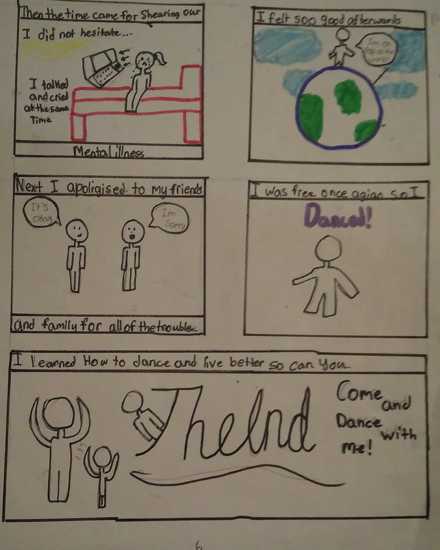 Then the time came for Shearing our
I did not hesitate...
I talked
and cried
at the same
Time
Mental illness
I felt soo good afterwards
I'm on
top of the
world
Next I apoligised to my friends
It's
Okay
I'm
Sorry
and family for all of the trouble.
I was free once agian so I
Danced!
I learned How to dance and live better so can you.
The End
Come
and
Dance
with
me!
6